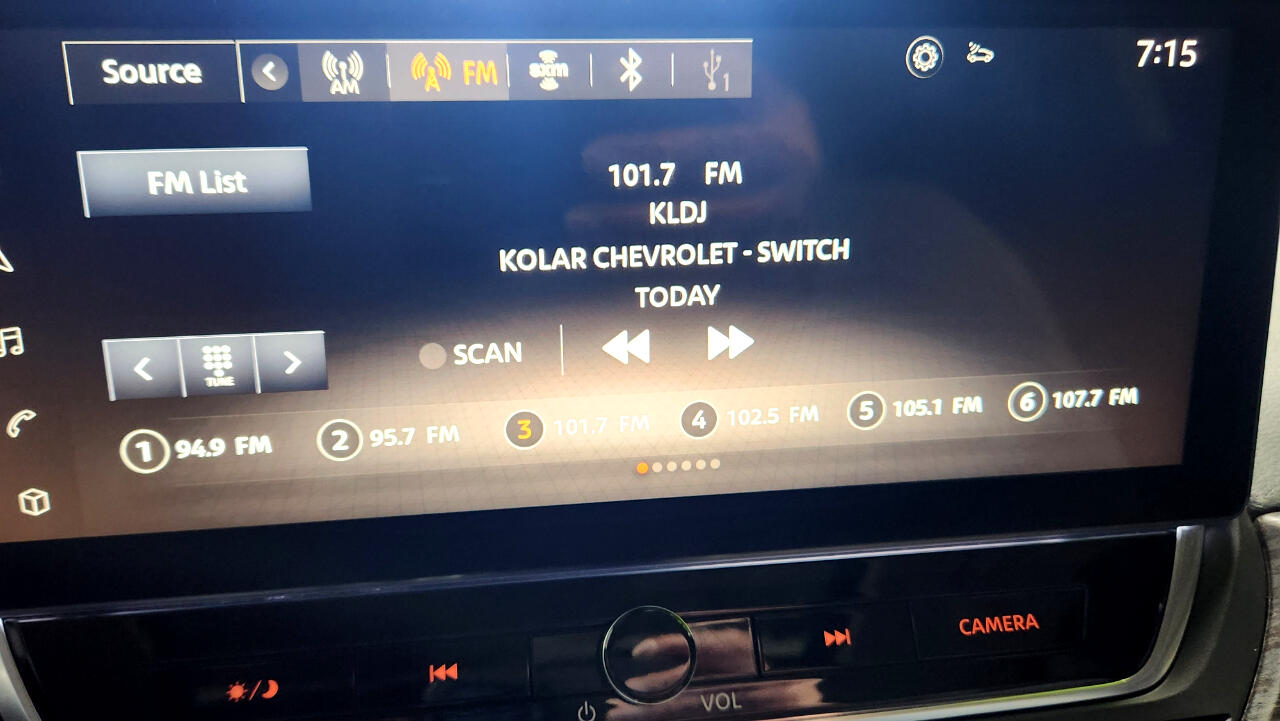 Source AM FM sxm 1 7:15
FM List
101.7 FM
KLDJ
KOLAR CHEVROLET - SWITCH
TODAY
TUNE
SCAN
1 94.9 FM 2 95.7 FM 3 101.7 FM 4 102.5 FM 5 105.1 FM 6 107.7 FM
CAMERA
VOL